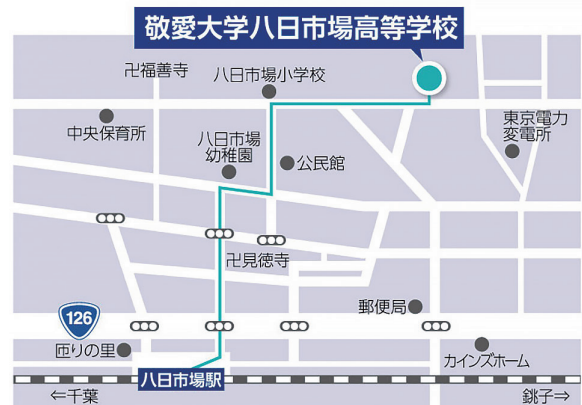 敬愛大学八日市場高等学校
卍福善寺
八日市場小学校
中央保育所
八日市場
幼稚園
公民館
東京電力
変電所
卍見徳寺
126
郵便局
匝りの里
カインズホーム
八日市場駅
⇐千葉
銚子⇒